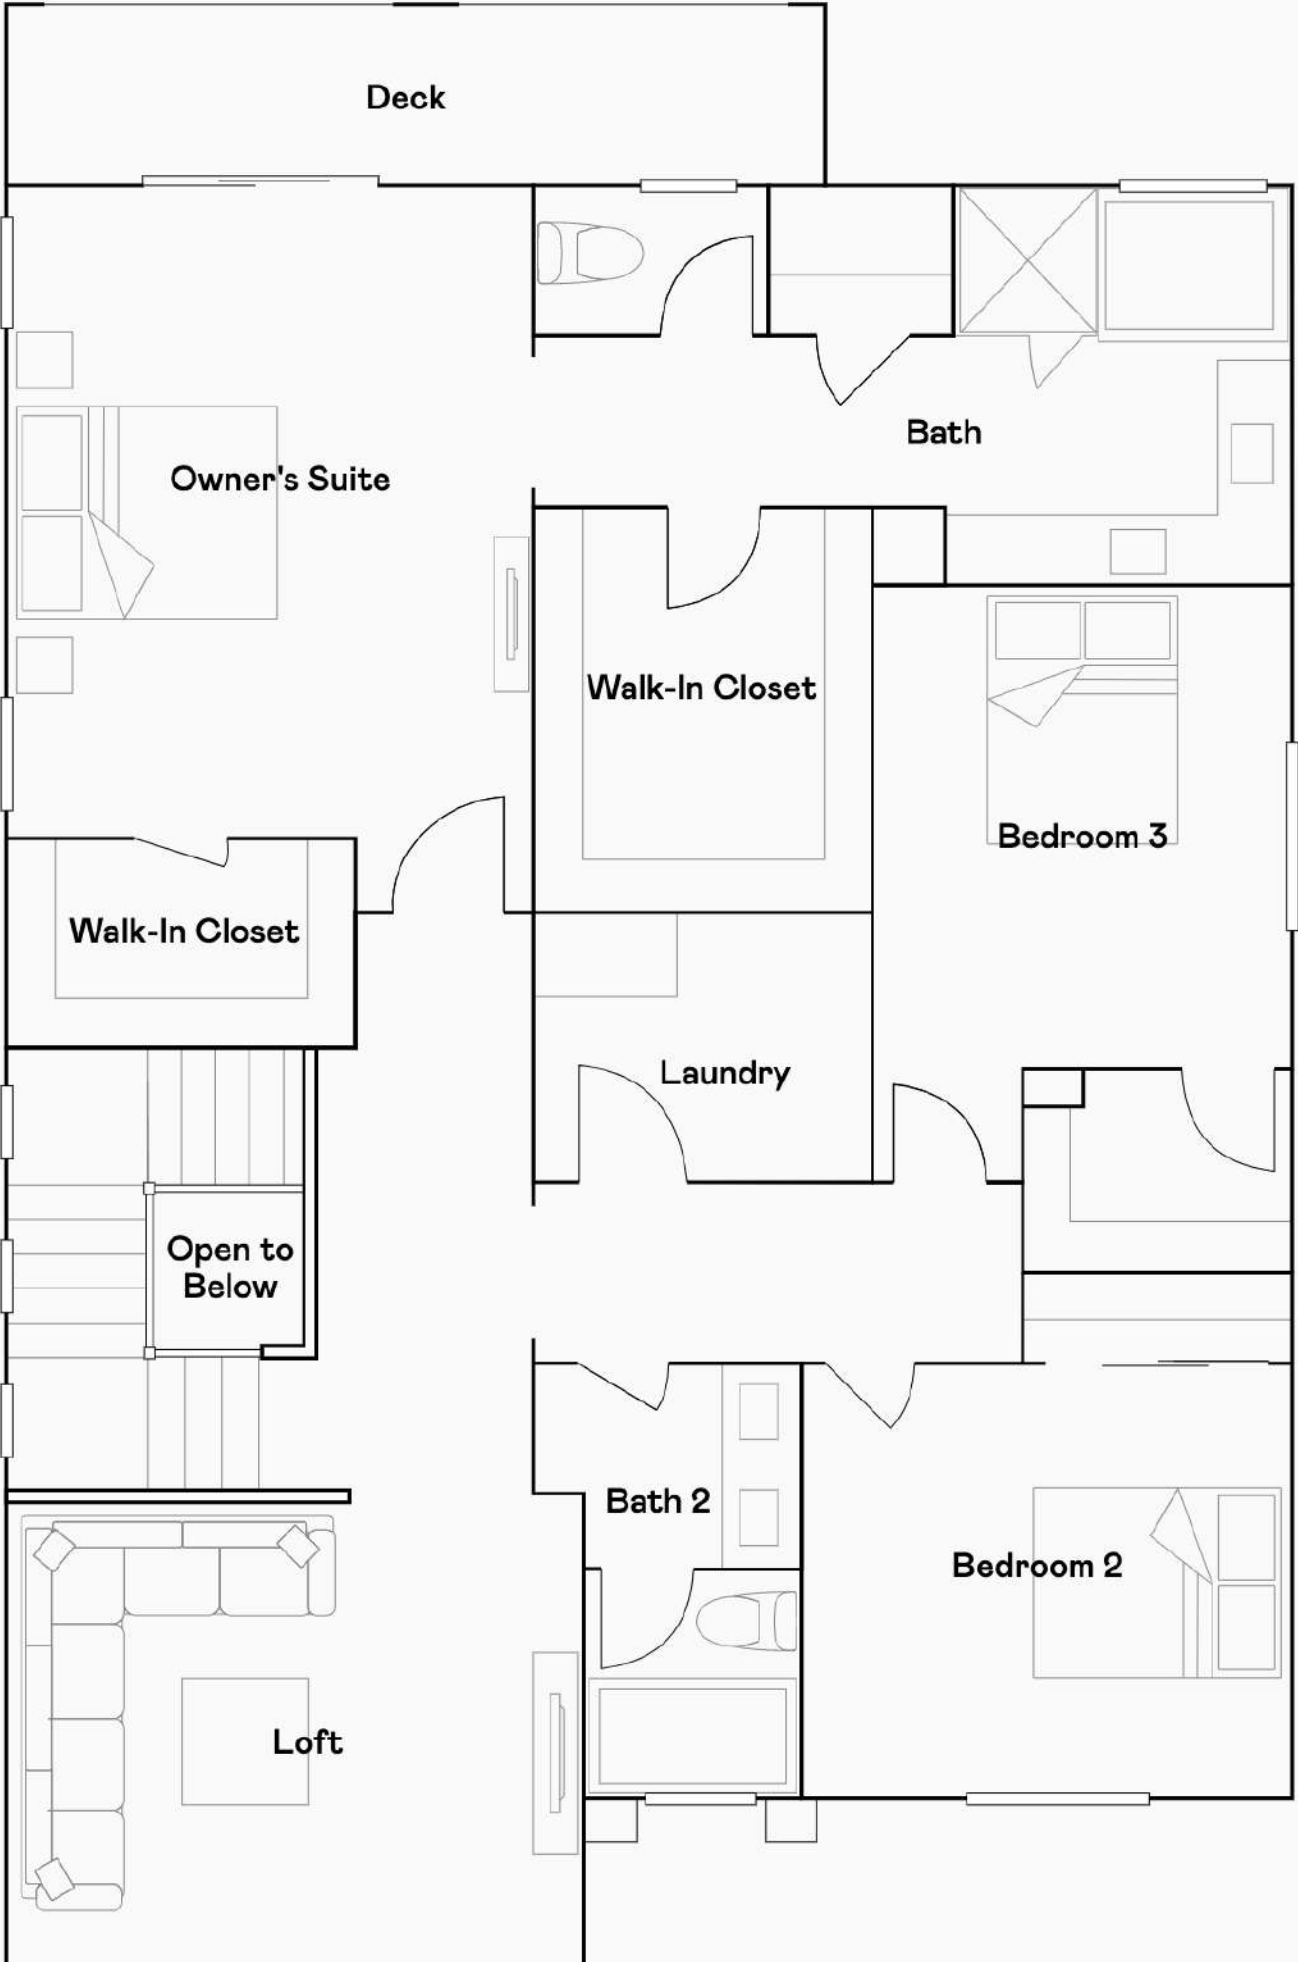 Deck
Bath
Owner's Suite
Walk-In Closet
Bedroom 3
Walk-In Closet
Laundry
Open to
Below
Bath 2
Bedroom 2
Loft